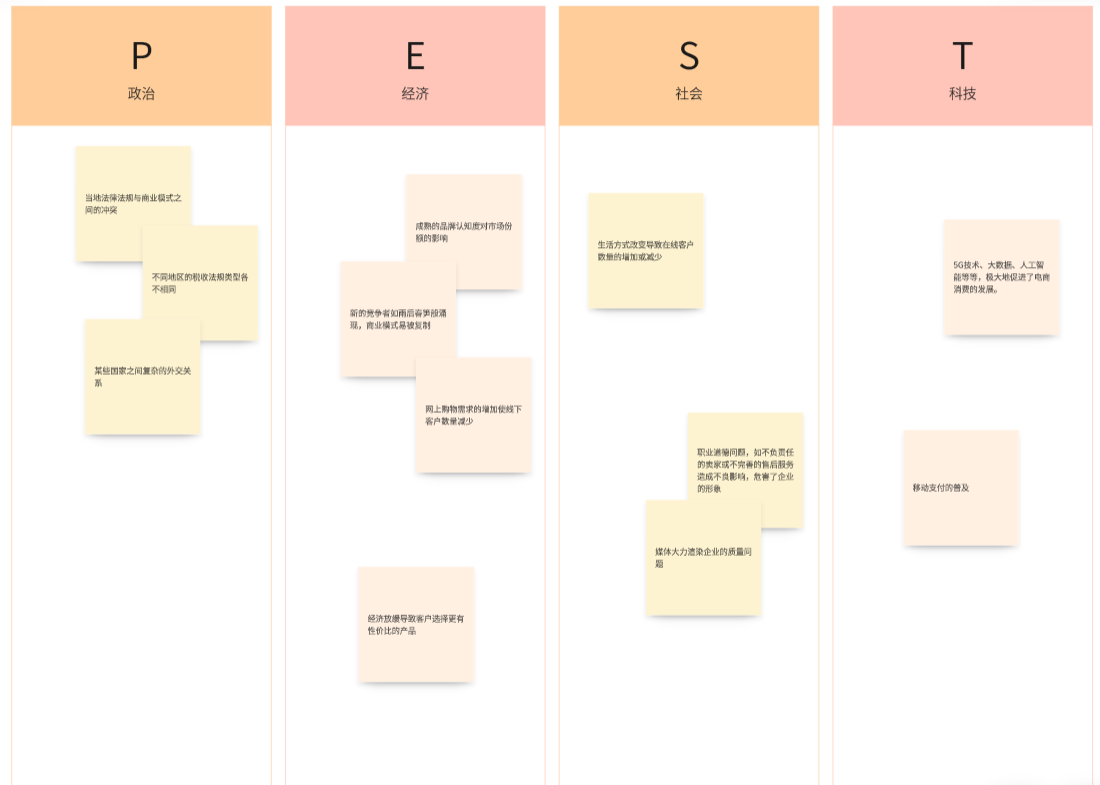 P
政治
当地法律法规与商业模式之
间的冲突
不同地区的税收法规类型各
不相同
某些国家之间复杂的外交关
系
E
经济
成熟的品牌认知度对市场份
额的影响
新的竞争者如雨后春笋般涌
现，商业模式易被复制
网上购物需求的增加使线下
客户数量减少
经济放缓导致客户选择更有
性价比的产品
S
社会
生活方式改变导致在线客户
数量的增加或减少
职业道德问题，如不负责任
的卖家或不完善的售后服务
造成不良影响，危害了企业
的形象
媒体大力渲染企业的质量问
题
T
科技
5G技术、大数据、人工智
能等等，极大地促进了电商
消费的发展。
移动支付的普及